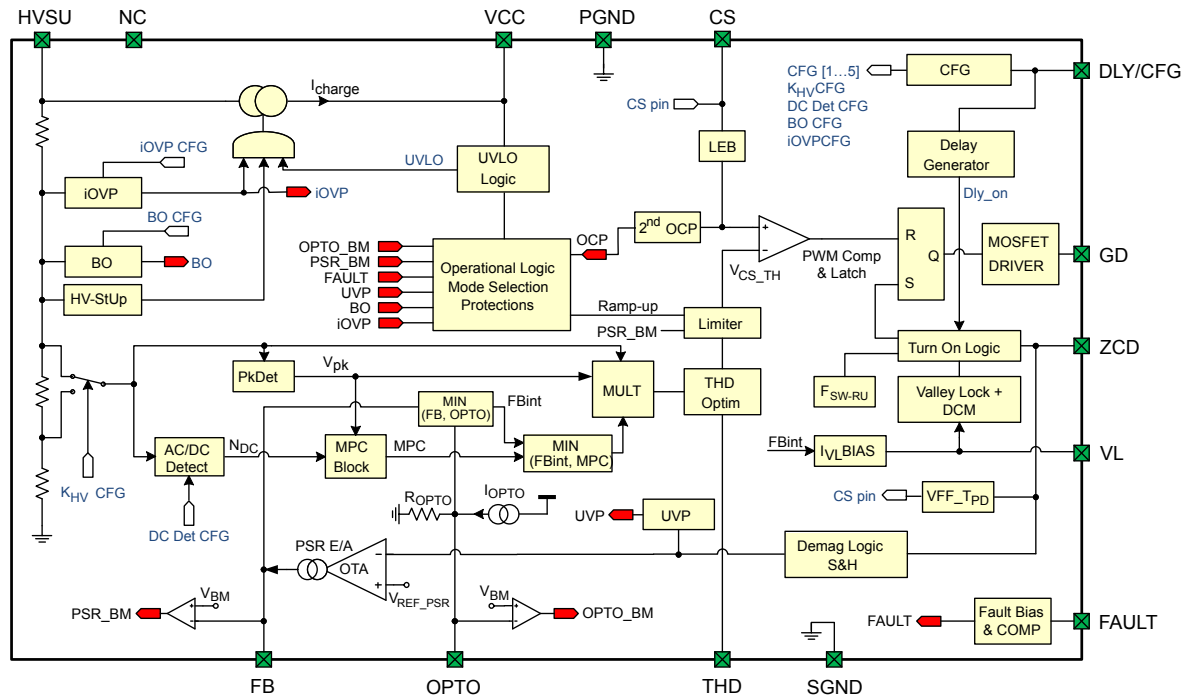 HVSU
NC
VCC
PGND
CS
Icharge
CFG [1...5]
KHVCFG
DC Det CFG
BO CFG
iOVPCFG
CFG
DLY/CFG
CS pin
LEB
Delay
Generator
iOVP CFG
UVLO
UVLO
Logic
iOVP
iOVP
Dly_on
BO CFG
2nd OCP
OCP
R
Q
S
MOSFET
DRIVER
GD
BO
BO
OPTO_BM
PSR_BM
FAULT
UVP
BO
iOVP
Operational Logic
Mode Selection
Protections
+
−
PWM Comp
& Latch
VCS_TH
HV-StUp
Ramp-up
PSR_BM
Limiter
Turn On Logic
ZCD
PkDet
Vpk
MULT
THD
Optim
FSW-RU
Valley Lock +
DCM
MIN
(FB, OPTO)
FBint
AC/DC
Detect
NDC
MPC
Block
MPC
MIN
(FBint, MPC)
FBint
IVLBIAS
VL
KHV CFG
DC Det CFG
ROPTO
IOPTO
CS pin
VFF_TPD
UVP
UVP
PSR E/A
OTA
−
+
VREF_PSR
Demag Logic
S&H
PSR_BM
VBM
+
−
VBM
+
−
OPTO_BM
FAULT
Fault Bias
& COMP
FAULT
FB
OPTO
THD
SGND